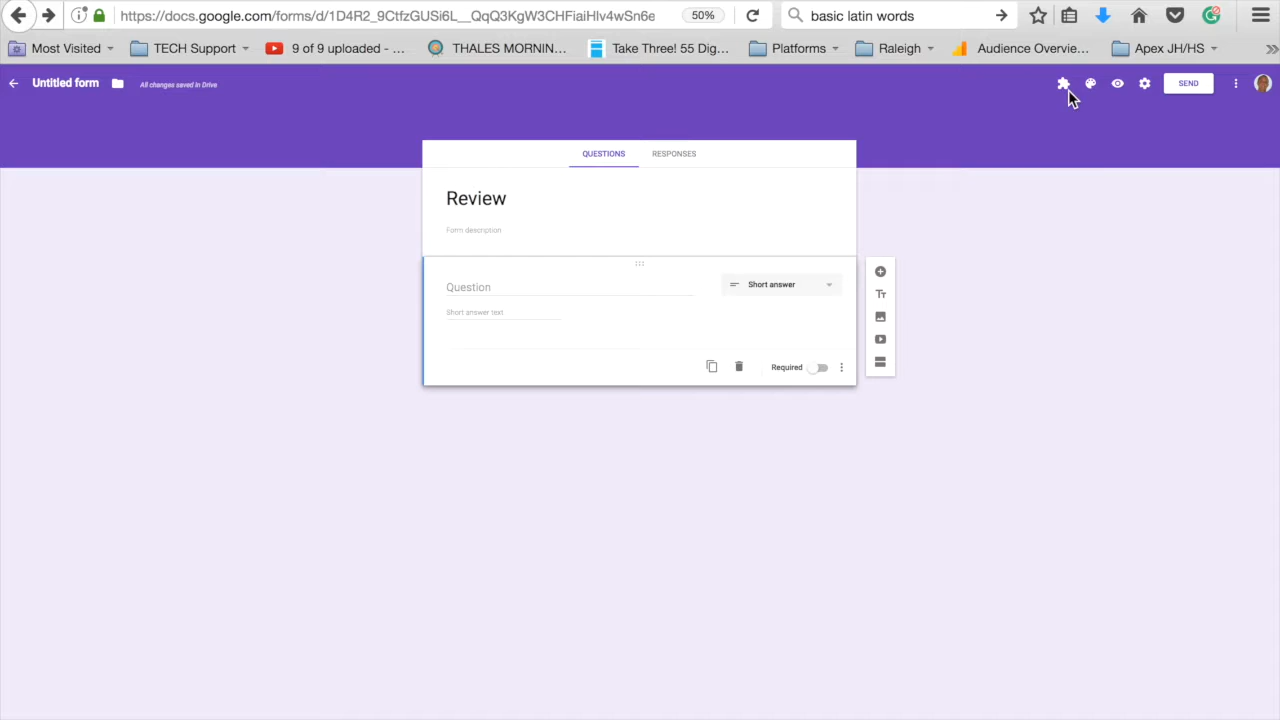 https://docs.google.com/forms/d/1D4R2_9CtfzGUSi6L__QqQ3KgW3CHFiaiHlv4wSn6e
50%
basic latin words
Most Visited
TECH Support
9 of 9 uploaded - ...
THALES MORNIN...
Take Three! 55 Dig...
Platforms
Raleigh
Audience Overvie...
Apex JH/HS
Untitled form
All changes saved in Drive
SEND
QUESTIONS
RESPONSES
Review
Form description
Question
Short answer
Short answer text
Required